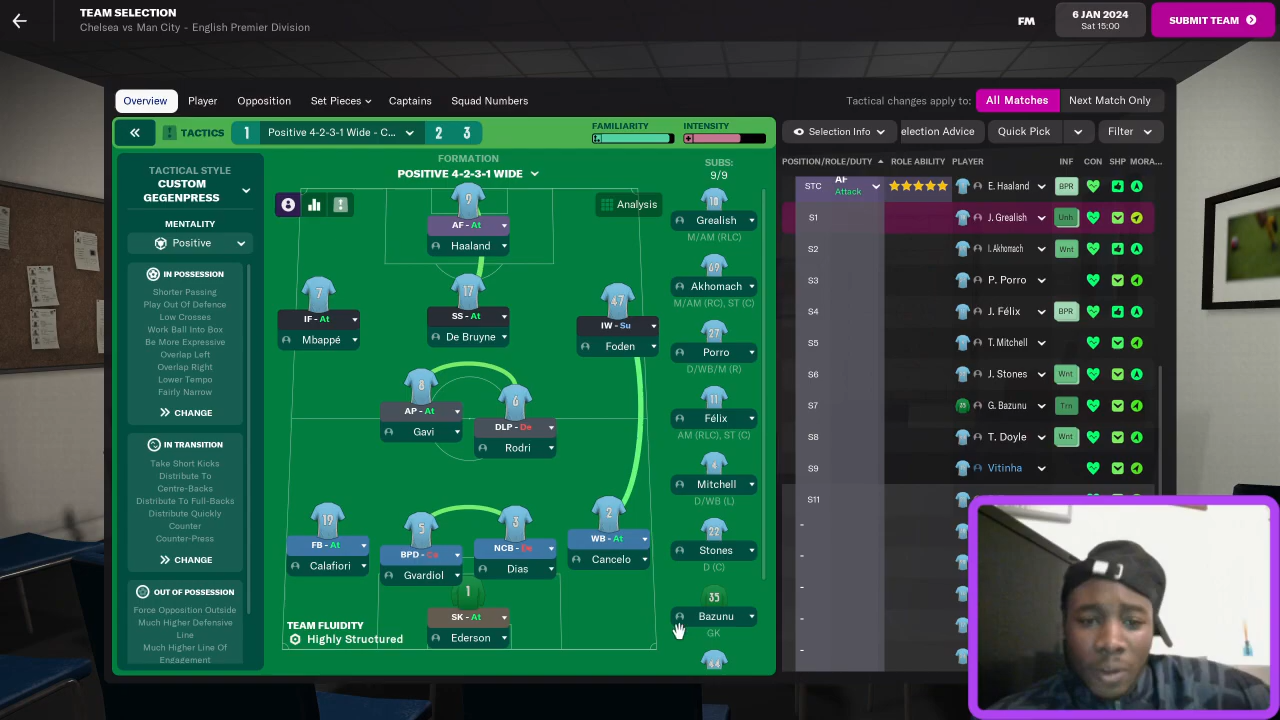 TEAM SELECTION
Chelsea vs Man City - English Premier Division
FM
6 JAN 2024
Sat 15:00
SUBMIT TEAM
Overview
Player
Opposition
Set Pieces
Captains
Squad Numbers
Tactical changes apply to:
All Matches
Next Match Only
TACTICS
1
Positive 4-2-3-1 Wide - C...
2
3
FAMILIARITY
INTENSITY
Selection Info
election Advice
Quick Pick
Filter
TACTICAL STYLE
CUSTOM
GEGENPRESS
MENTALITY
Positive
IN POSSESSION
Shorter Passing
Play Out Of Defence
Low Crosses
Work Ball Into Box
Be More Expressive
Overlap Left
Overlap Right
Lower Tempo
Fairly Narrow
CHANGE
IN TRANSITION
Take Short Kicks
Distribute To
Centre-Backs
Distribute To Full-Backs
Distribute Quickly
Counter
Counter-Press
CHANGE
OUT OF POSSESSION
Force Opposition Outside
Much Higher Defensive
Line
Much Higher Line Of
Engagement
FORMATION
POSITIVE 4-2-3-1 WIDE
Analysis
9
AF - At
Haaland
7
IF - At
Mbappé
17
SS - At
De Bruyne
47
IW - Su
Foden
8
AP - At
Gavi
6
DLP - De
Rodri
19
FB - At
Calafiori
5
BPD - Co
Gvardiol
3
NCB - De
Dias
2
WB - At
Cancelo
1
SK - At
Ederson
TEAM FLUIDITY
Highly Structured
SUBS:
9/9
10
Grealish
M/AM (RLC)
69
Akhomach
M/AM (RC), ST (C)
27
Porro
D/WB/M (R)
11
Félix
AM (RLC), ST (C)
4
Mitchell
D/WB (L)
22
Stones
D (C)
35
Bazunu
GK
44
POSITION/ROLE/DUTY
ROLE ABILITY
PLAYER
INF
CON
SHP
MORA...
STC
AF
Attack
E. Haaland
BPR
S1
J. Grealish
Unh
S2
I. Akhomach
Wnt
S3
P. Porro
S4
J. Félix
BPR
S5
T. Mitchell
S6
J. Stones
Wnt
S7
35
G. Bazunu
Trn
S8
T. Doyle
Wnt
S9
Vitinha
S11
-
-
-
-
-